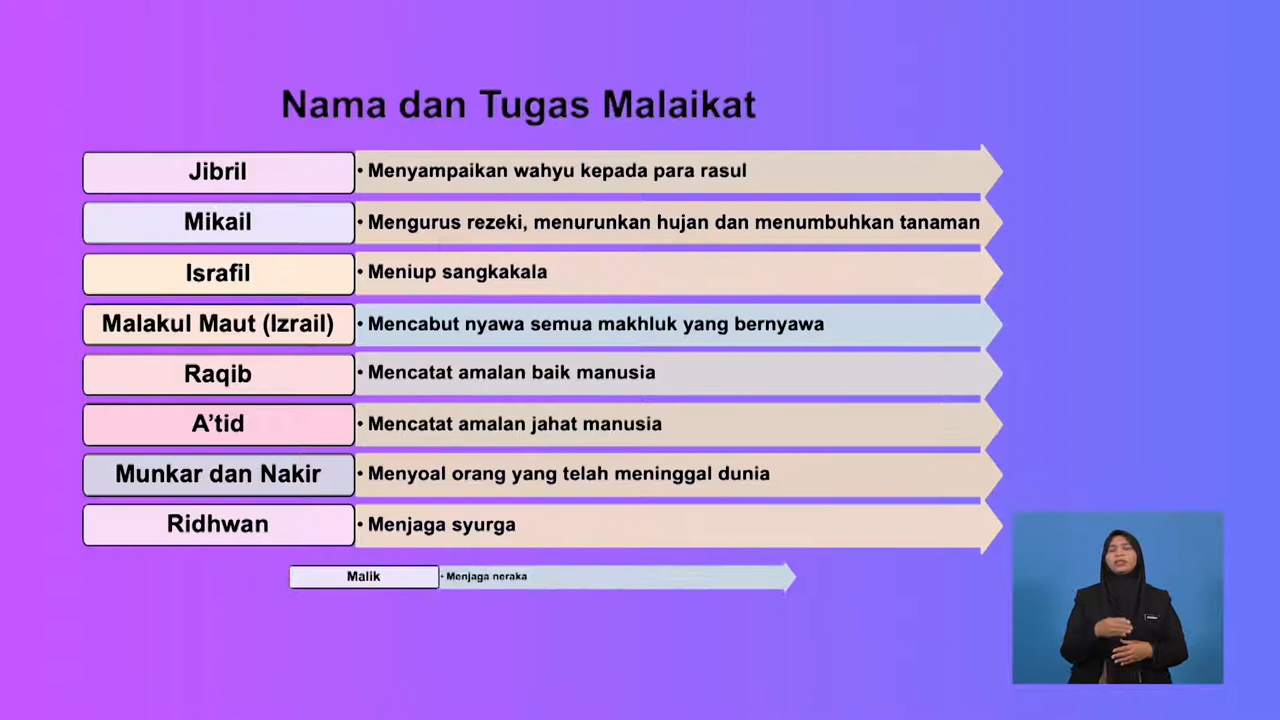 Nama dan Tugas Malaikat
Jibril
• Menyampaikan wahyu kepada para rasul
Mikail
• Mengurus rezeki, menurunkan hujan dan menumbuhkan tanaman
Israfil
• Meniup sangkakala
Malakul Maut (Izrail)
• Mencabut nyawa semua makhluk yang bernyawa
Raqib
• Mencatat amalan baik manusia
A’tid
• Mencatat amalan jahat manusia
Munkar dan Nakir
• Menyoal orang yang telah meninggal dunia
Ridhwan
• Menjaga syurga
Malik
• Menjaga neraka